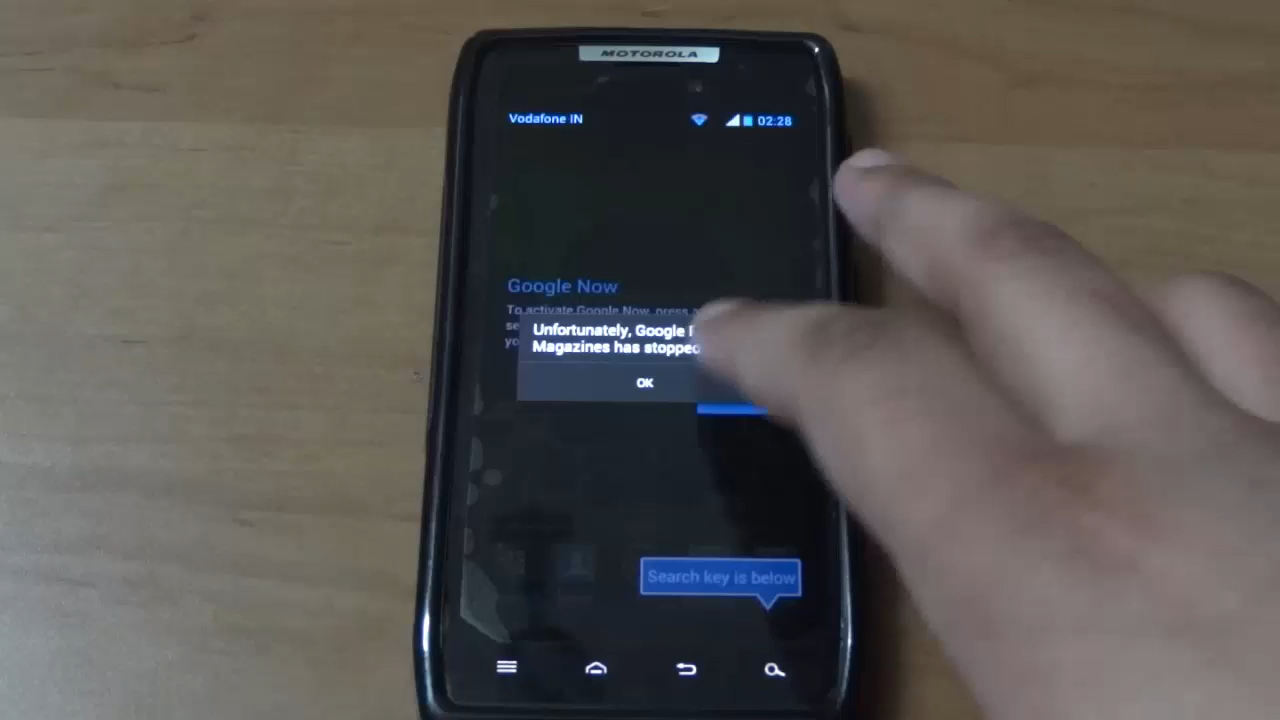 MOTOROLA
Vodafone IN 02:28
Google Now
To activate Google Now, press
Unfortunately, Google
Magazines has stopped
OK
Search key is below